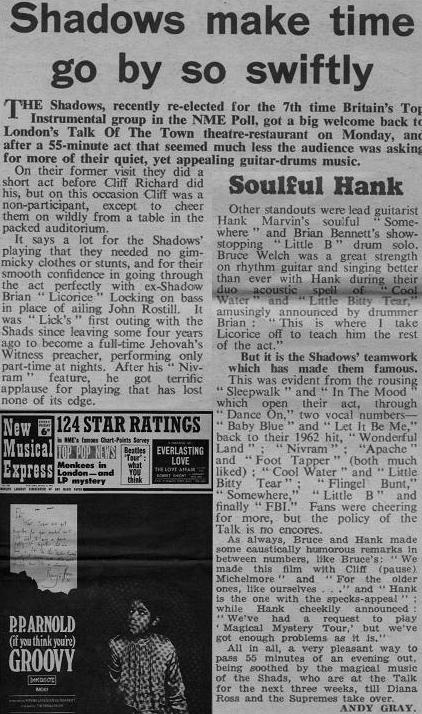 Shadows make time
go by so swiftly
THE Shadows, recently re-elected for the 7th time Britain's Top
Instrumental group in the NME Poll, got a big welcome back to
London's Talk Of The Town theatre-restaurant on Monday, and
after a 55-minute act that seemed much less the audience was asking
for more of their quiet, yet appealing guitar-drums music.
On their former visit they did a
short act before Cliff Richard did
his, but on this occasion Cliff was a
non-participant, except to cheer
them on wildly from a table in the
packed auditorium.
It says a lot for the Shadows'
playing that they needed no gim-
micky clothes or stunts, and for their
smooth confidence in going through
the act perfectly with ex-Shadow
Brian "Licorice" Locking on bass
in place of ailing John Rostill. It
was "Lick's" first outing with the
Shads since leaving some four years
ago to become a full-time Jehovah's
Witness preacher, performing only
part-time at nights. After his "Niv-
ram" feature, he got terrific
applause for playing that has lost
none of its edge.
New
Musical
Express
124 STAR RATINGS
in NME's famous Chart-Points Survey
TOP POP NEWS
Monkees in
London—and
LP mystery
Beatles
'Tour':
what
YOU
think
EVERLASTING
LOVE
THE LOVE AFFAIR
P.P. ARNOLD
(if you think you're)
GROOVY
IMMEDIATE
Soulful Hank
Other standouts were lead guitarist
Hank Marvin's soulful "Some-
where" and Brian Bennett's show-
stopping "Little B" drum solo.
Bruce Welch was a great strength
on rhythm guitar and singing better
than ever with Hank during their
duo acoustic spell of "Cool
Water" and "Little Bitty Tear,"
amusingly announced by drummer
Brian: "This is where I take
Licorice off to teach him the rest
of the act."
But it is the Shadows' teamwork
which has made them famous.
This was evident from the rousing
"Sleepwalk" and "In The Mood"
which open their act, through
"Dance On," two vocal numbers—
"Baby Blue" and "Let It Be Me,"
back to their 1962 hit, "Wonderful
Land"; "Nivram"; "Apache"
and "Foot Tapper" (both much
liked); "Cool Water" and "Little
Bitty Tear"; "Flingel Bunt,"
"Somewhere," "Little B" and
finally "FBI." Fans were cheering
for more, but the policy of the
Talk is no encores.
As always, Bruce and Hank made
some caustically humorous remarks in
between numbers, like Bruce's: "We
made this film with Cliff (pause)
Michelmore" and "For the older
ones, like ourselves . . ." and "Hank
is the one with the specks-appeal";
while Hank cheekily announced:
"We've had a request to play
'Magical Mystery Tour,' but we've
got enough problems as it is."
All in all, a very pleasant way to
pass 55 minutes of an evening out,
being soothed by the magical music
of the Shads, who are at the Talk
for the next three weeks, till Diana
Ross and the Supremes take over.
ANDY GRAY.